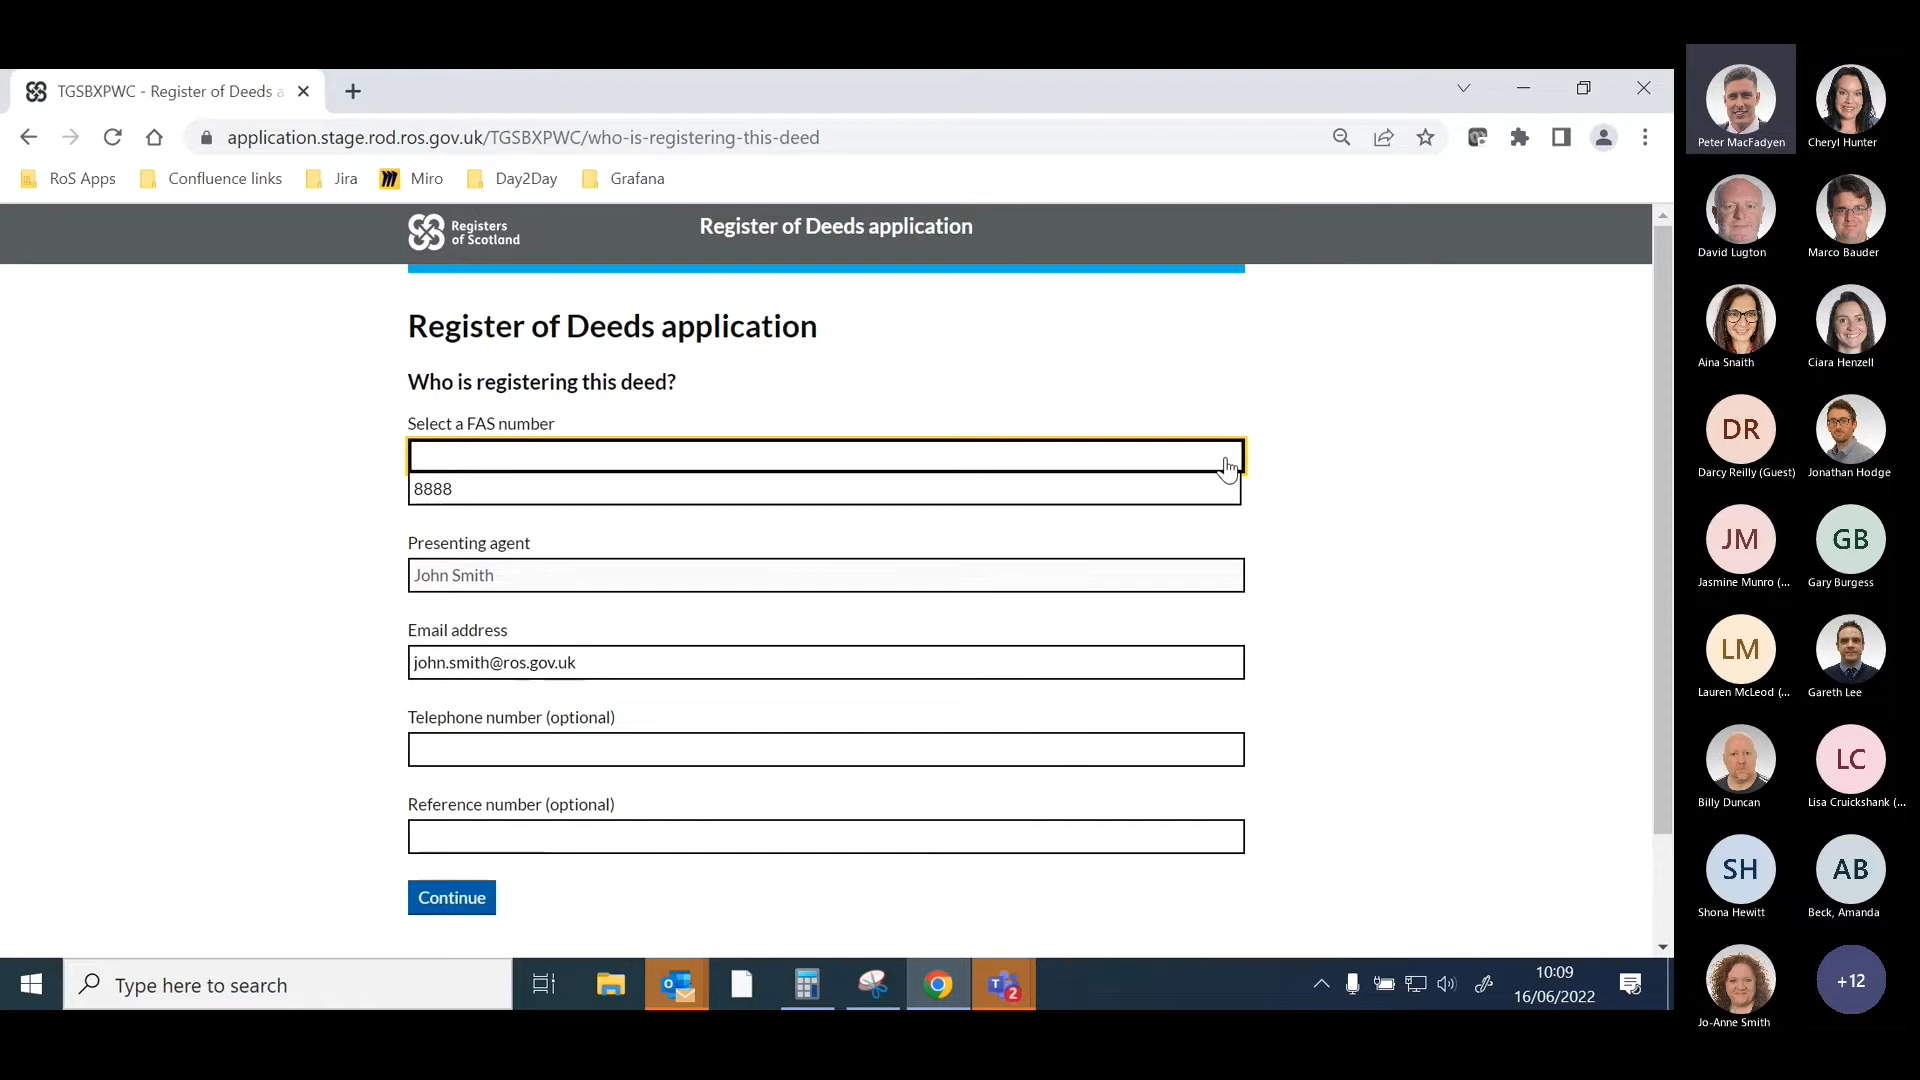 TGSBXPWC - Register of Deeds a
application.stage.rod.ros.gov.uk/TGSBXPWC/who-is-registering-this-deed
RoS Apps
Confluence links
Jira
Miro
Day2Day
Grafana
Registers
of Scotland
Register of Deeds application
Register of Deeds application
Who is registering this deed?
Select a FAS number
8888
Presenting agent
John Smith
Email address
john.smith@ros.gov.uk
Telephone number (optional)
Reference number (optional)
Continue
Type here to search
2
10:09
16/06/2022
Peter MacFadyen
Cheryl Hunter
David Lugton
Marco Bauder
Aina Snaith
Ciara Henzell
DR
Darcy Reilly (Guest)
Jonathan Hodge
JM
Jasmine Munro (...
GB
Gary Burgess
LM
Lauren McLeod (...
Gareth Lee
Billy Duncan
LC
Lisa Cruickshank (...
SH
Shona Hewitt
AB
Beck, Amanda
Jo-Anne Smith
+12